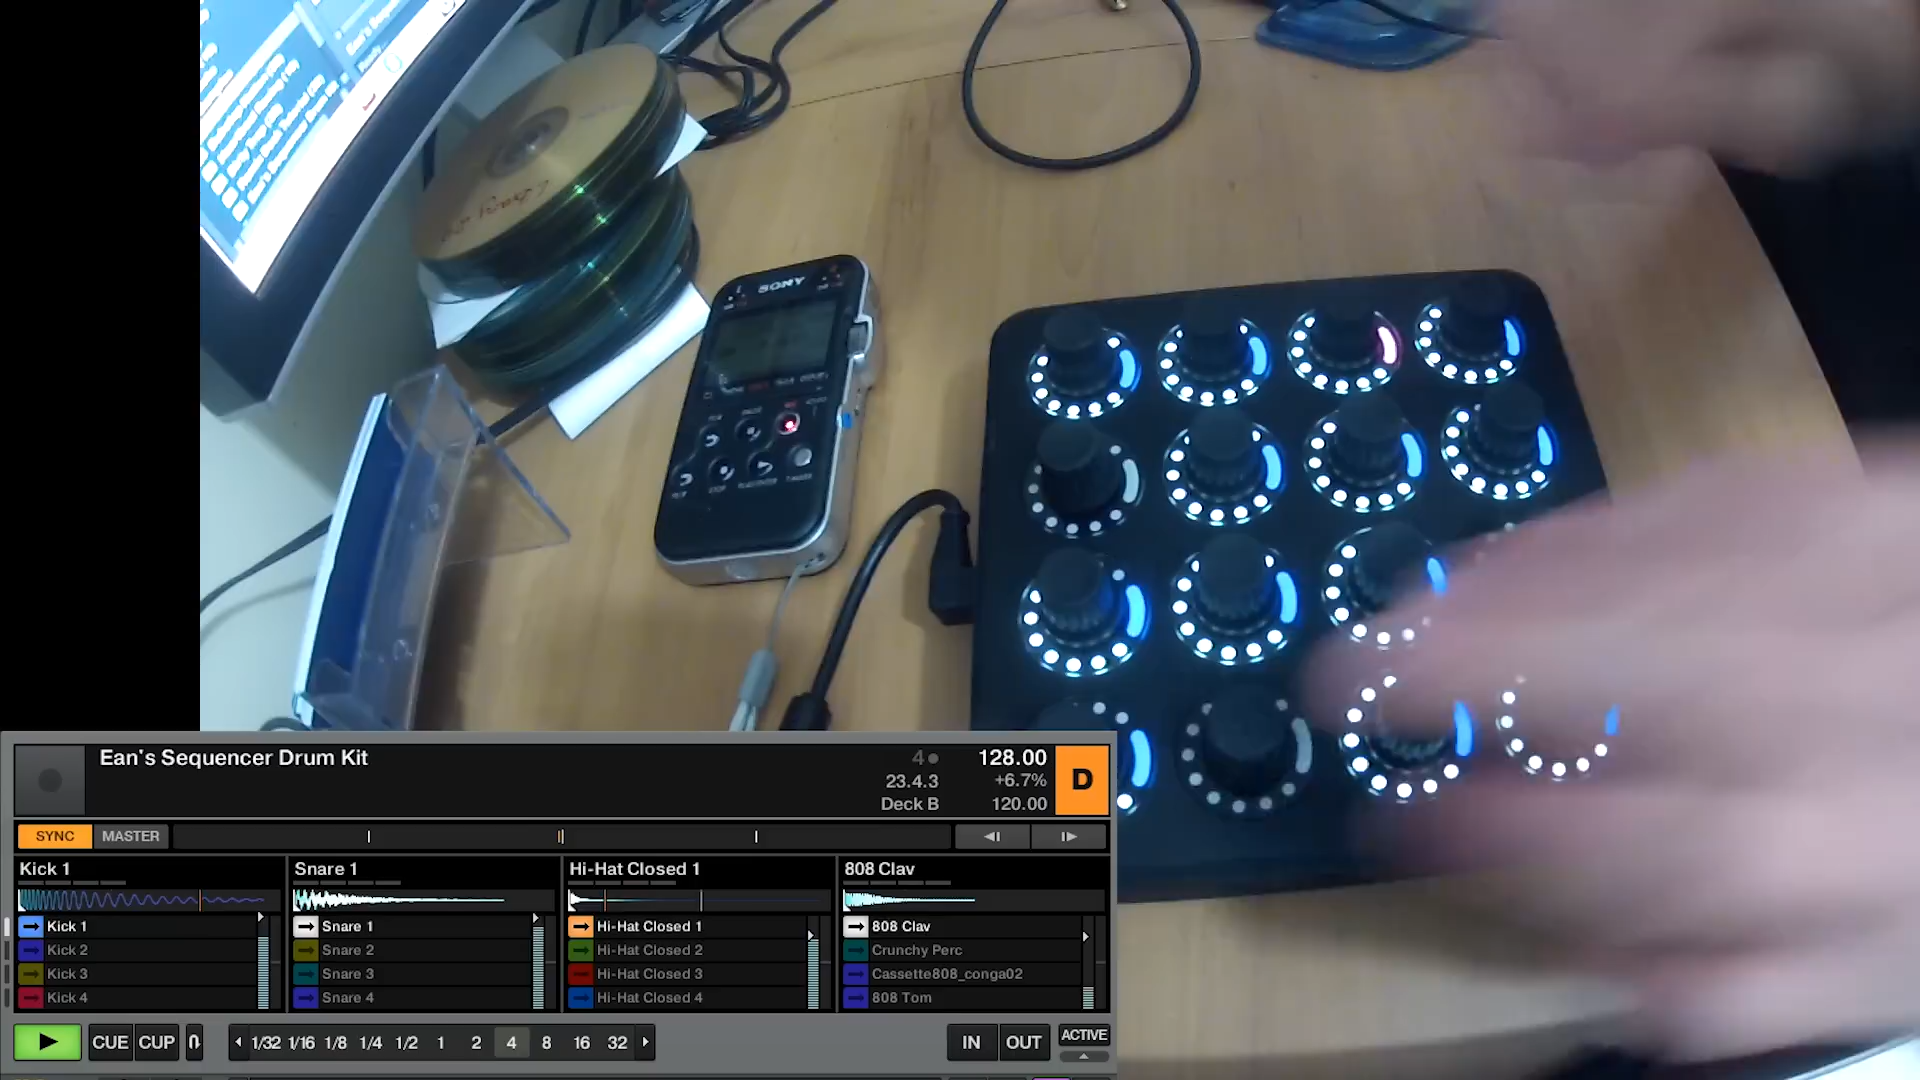 SONY
Ean's Sequencer Drum Kit
4
128.00
23.4.3
+6.7%
Deck B
120.00
D
SYNC
MASTER
Kick 1
Snare 1
Hi-Hat Closed 1
808 Clav
Kick 1
Snare 1
Hi-Hat Closed 1
808 Clav
Kick 2
Snare 2
Hi-Hat Closed 2
Crunchy Perc
Kick 3
Snare 3
Hi-Hat Closed 3
Cassette808_conga02
Kick 4
Snare 4
Hi-Hat Closed 4
808 Tom
CUE
CUP
1/32 1/16 1/8 1/4 1/2 1 2 4 8 16 32
IN
OUT
ACTIVE